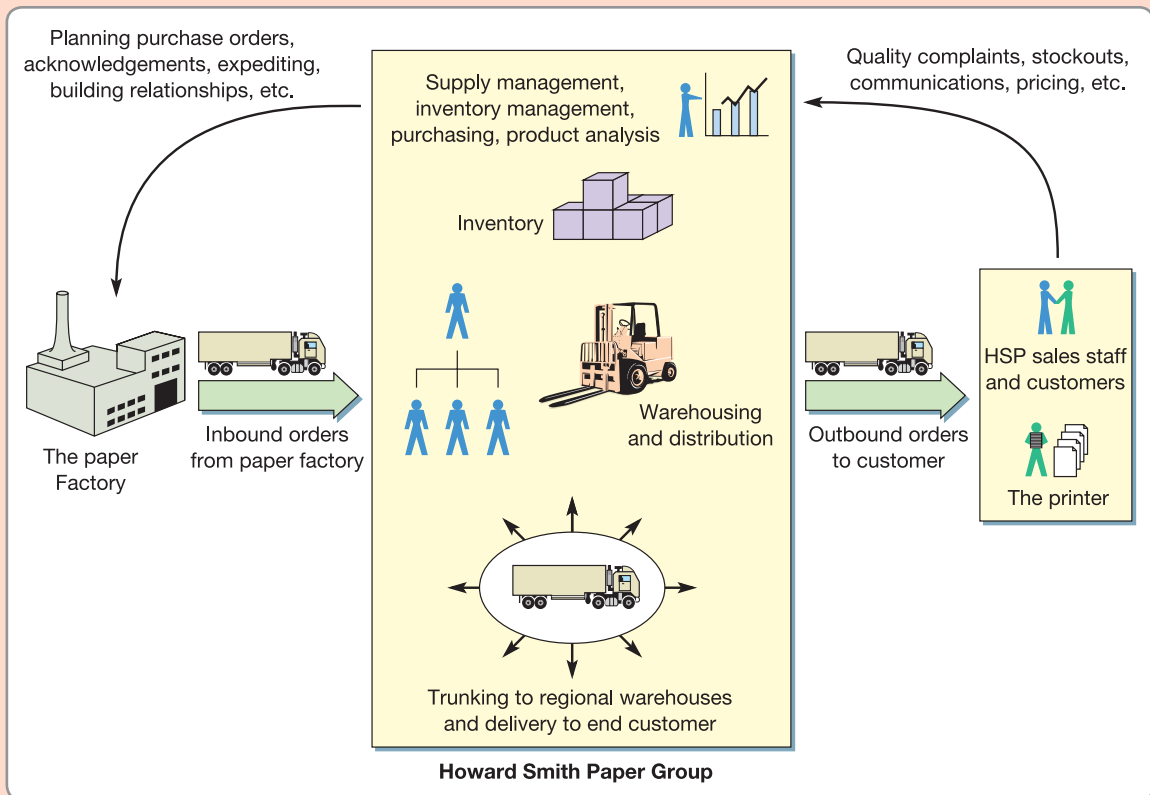 Planning purchase orders,
acknowledgements, expediting,
building relationships, etc.
Supply management,
inventory management,
purchasing, product analysis
Quality complaints, stockouts,
communications, pricing, etc.
Inventory
The paper
Factory
Inbound orders
from paper factory
Warehousing
and distribution
Outbound orders
to customer
HSP sales staff
and customers
The printer
Trunking to regional warehouses
and delivery to end customer
Howard Smith Paper Group